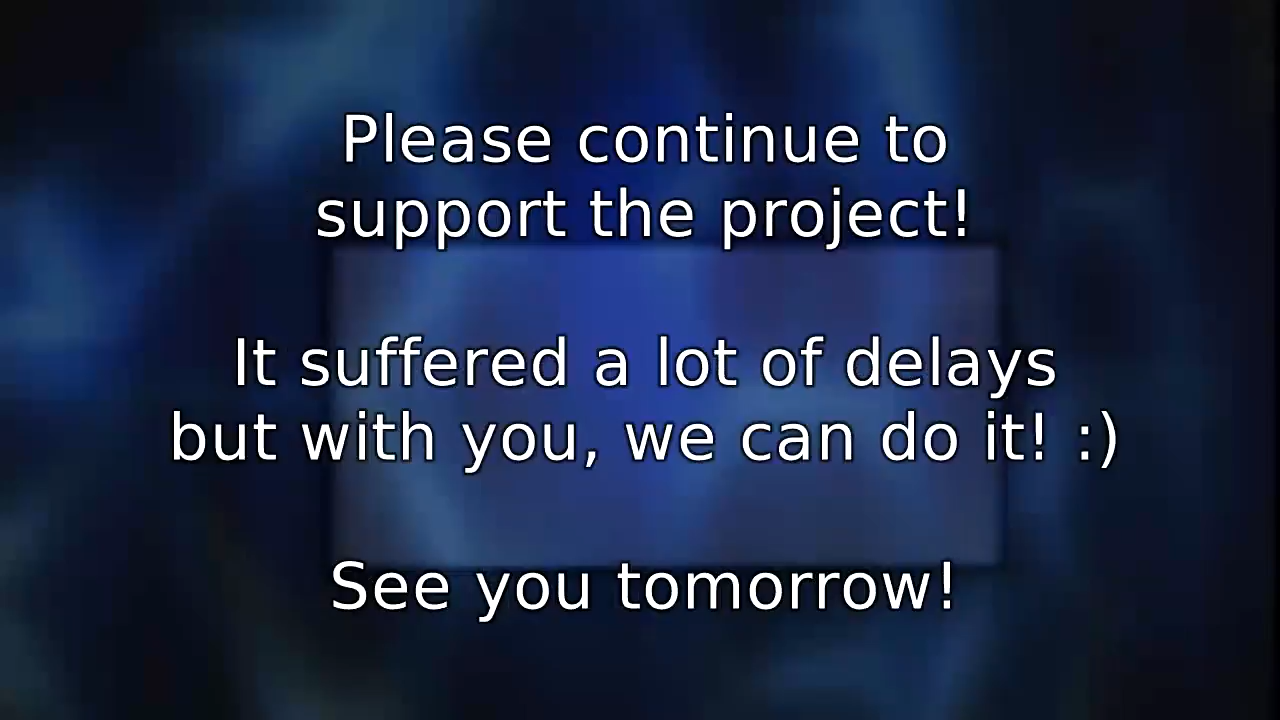 Please continue to
support the project!
It suffered a lot of delays
but with you, we can do it! :)
See you tomorrow!